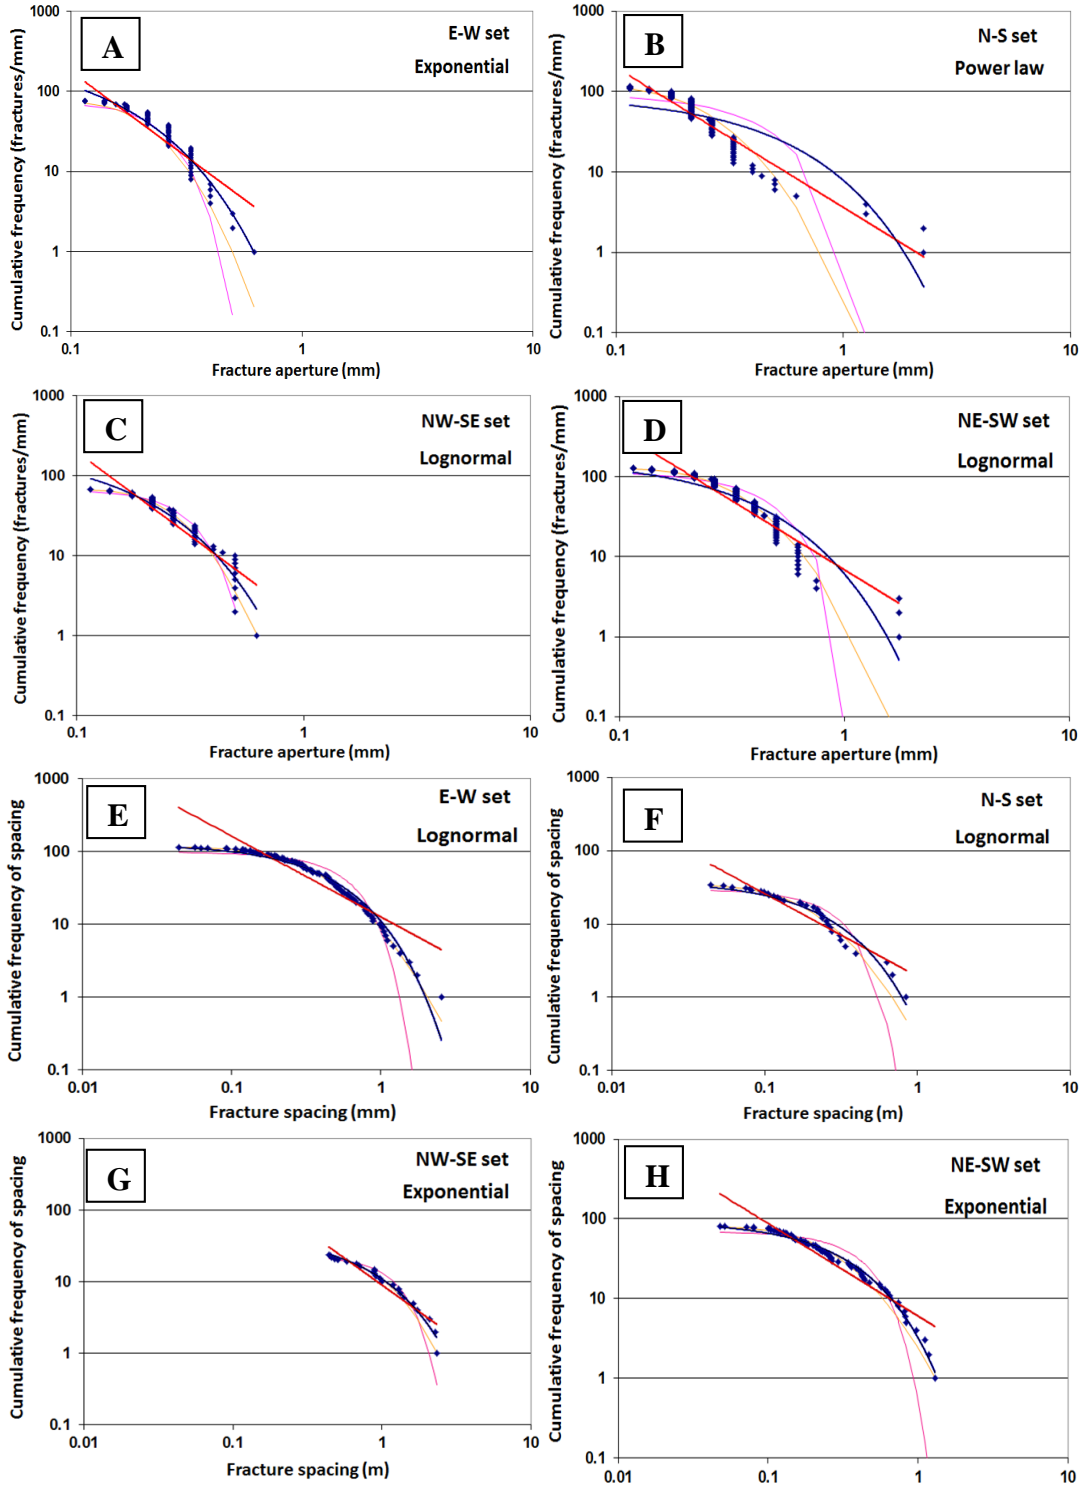 A
E-W set
Exponential
Cumulative frequency (fractures/mm)
1000
100
10
1
0.1
0.1
1
10
Fracture aperture (mm)
B
N-S set
Power law
Cumulative frequency (fractures/mm)
1000
100
10
1
0.1
0.1
1
10
Fracture aperture (mm)
C
NW-SE set
Lognormal
Cumulative frequency (fractures/mm)
1000
100
10
1
0.1
0.1
1
10
Fracture aperture (mm)
D
NE-SW set
Lognormal
Cumulative frequency (fractures/mm)
1000
100
10
1
0.1
0.1
1
10
Fracture aperture (mm)
E
E-W set
Lognormal
Cumulative frequency of spacing
1000
100
10
1
0.1
0.01
0.1
1
10
Fracture spacing (mm)
F
N-S set
Lognormal
Cumulative frequency of spacing
1000
100
10
1
0.1
0.01
0.1
1
10
Fracture spacing (m)
G
NW-SE set
Exponential
Cumulative frequency of spacing
1000
100
10
1
0.1
0.01
0.1
1
10
Fracture spacing (m)
H
NE-SW set
Exponential
Cumulative frequency of spacing
1000
100
10
1
0.1
0.01
0.1
1
10
Fracture spacing (m)